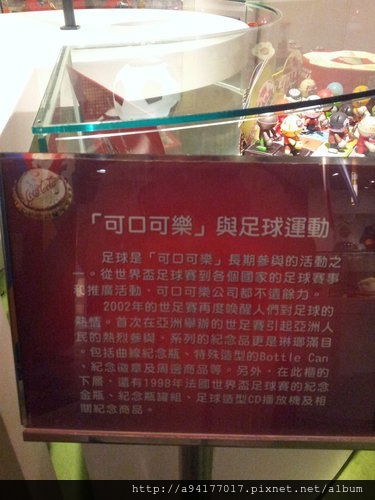 Coca-Cola
「可口可樂」與足球運動
足球是「可口可樂」長期參與的活動之
一。從世界盃足球賽到各個國家的足球賽事
和推廣活動，可口可樂公司都不遺餘力。
2002年的世足賽再度喚醒人們對足球的
熱情。首次在亞洲舉辦的世足賽引起亞洲人
民的熱烈參與，系列的紀念品更是琳瑯滿目
。包括曲線紀念瓶、特殊造型的Bottle Can
、紀念徽章及周邊商品等。另外，在此櫃的
下層，還有1998年法國世界盃足球賽的紀念
金瓶、紀念瓶罐組、足球造型CD播放機及相
關紀念商品。
http://a94177017.pixnet.net/album